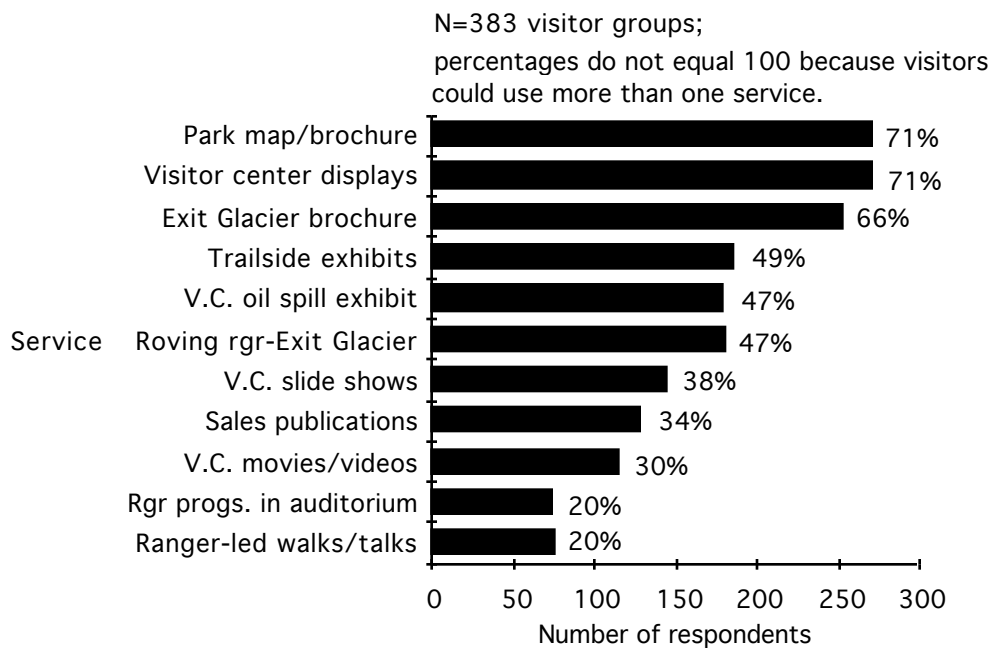 N=383 visitor groups;
percentages do not equal 100 because visitors
could use more than one service.
Park map/brochure 71%
Visitor center displays 71%
Exit Glacier brochure 66%
Trailside exhibits 49%
V.C. oil spill exhibit 47%
Service Roving rgr-Exit Glacier 47%
V.C. slide shows 38%
Sales publications 34%
V.C. movies/videos 30%
Rgr progs. in auditorium 20%
Ranger-led walks/talks 20%
0 50 100 150 200 250 300
Number of respondents